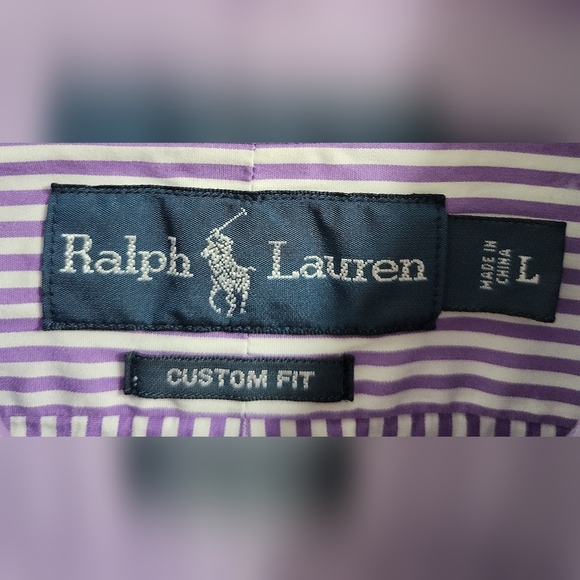 Ralph Lauren
MADE IN
CHINA
L
CUSTOM FIT